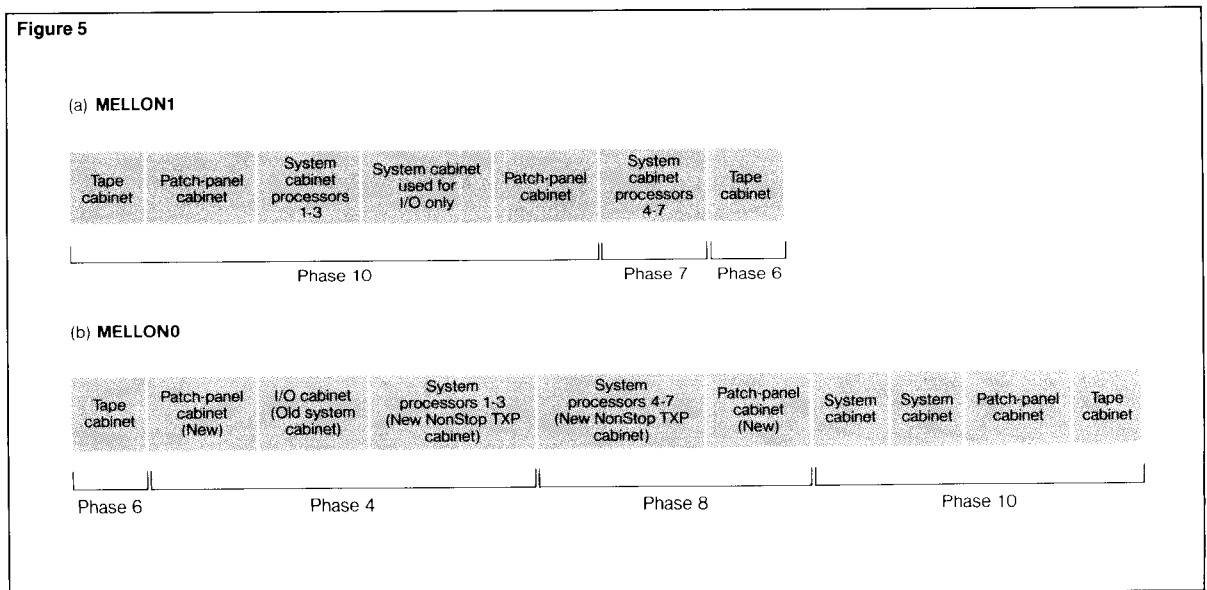 Figure 5
(a) MELLON1
Tape
cabinet
Patch-panel
cabinet
System
cabinet
processors
1-3
System cabinet
used for
I/O only
Patch-panel
cabinet
System
cabinet
processors
4-7
Tape
cabinet
Phase 10
Phase 7
Phase 6
(b) MELLON0
Tape
cabinet
Patch-panel
cabinet
(New)
I/O cabinet
(Old system
cabinet)
System
processors 1-3
(New NonStop TXP
cabinet)
System
processors 4-7
(New NonStop TXP
cabinet)
Patch-panel
cabinet
(New)
System
cabinet
System
cabinet
Patch-panel
cabinet
Tape
cabinet
Phase 6
Phase 4
Phase 8
Phase 10